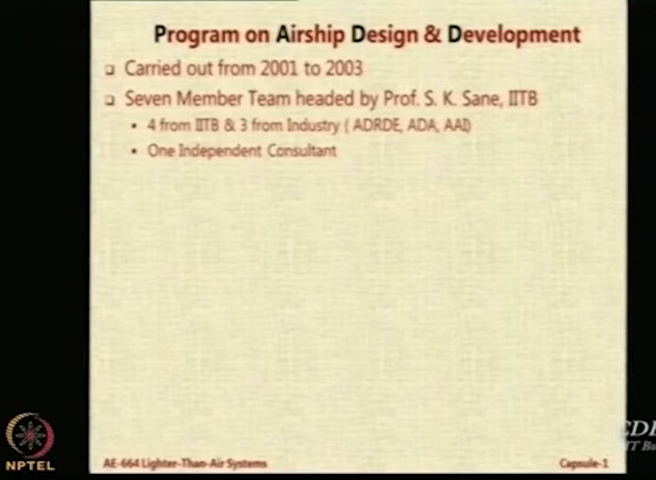 Program on Airship Design & Development
Carried out from 2001 to 2003
Seven Member Team headed by Prof. S. K. Sane, IITB
4 from IITB & 3 from Industry ( ADRDE, ADA, AAI)
One Independent Consultant
NPTEL
AE-664 Lighter-Than-Air Systems
Capsule-1